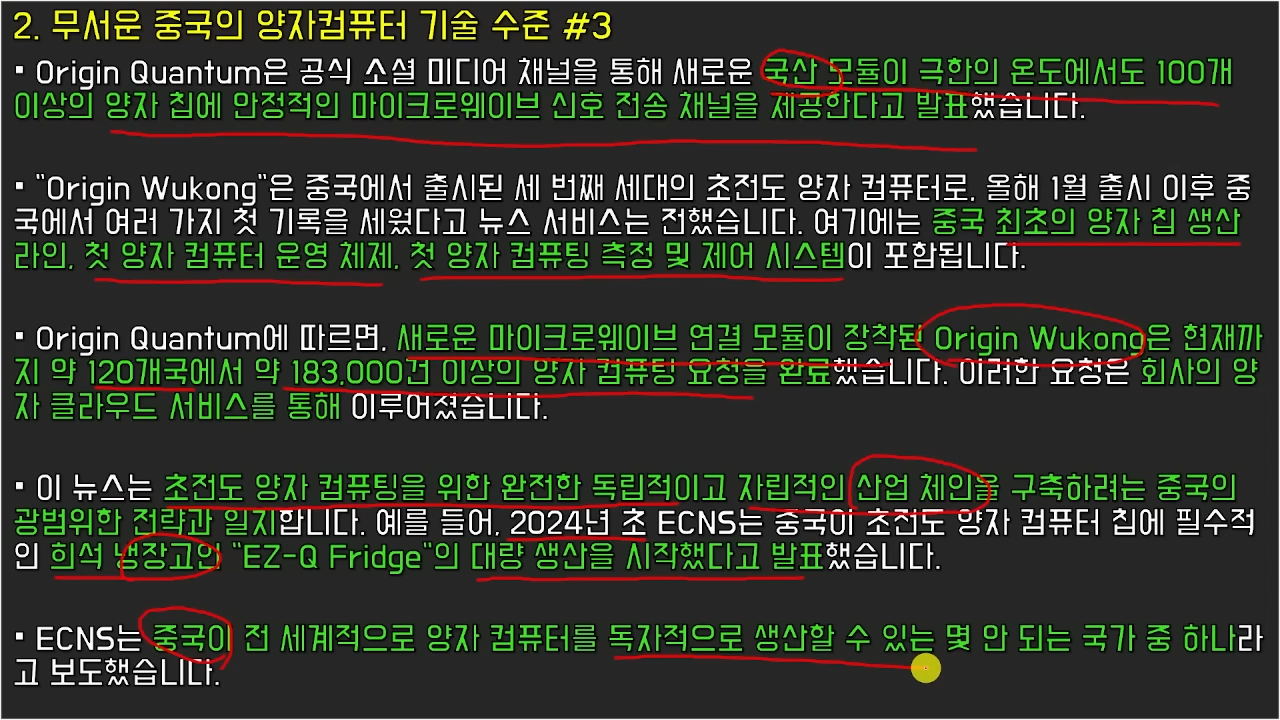 2. 무서운 중국의 양자컴퓨터 기술 수준 #3
▪ Origin Quantum은 공식 소셜 미디어 채널을 통해 새로운 국산 모듈이 극한의 온도에서도 100개
이상의 양자 칩에 안정적인 마이크로웨이브 신호 전송 채널을 제공한다고 발표했습니다.
▪ "Origin Wukong"은 중국에서 출시된 세 번째 세대의 초전도 양자 컴퓨터로, 올해 1월 출시 이후 중
국에서 여러 가지 첫 기록을 세웠다고 뉴스 서비스는 전했습니다. 여기에는 중국 최초의 양자 칩 생산
라인, 첫 양자 컴퓨터 운영 체제, 첫 양자 컴퓨팅 측정 및 제어 시스템이 포함됩니다.
▪ Origin Quantum에 따르면, 새로운 마이크로웨이브 연결 모듈이 장착된 Origin Wukong은 현재까
지 약 120개국에서 약 183,000건 이상의 양자 컴퓨팅 요청을 완료했습니다. 이러한 요청은 회사의 양
자 클라우드 서비스를 통해 이루어졌습니다.
▪ 이 뉴스는 초전도 양자 컴퓨팅을 위한 완전한 독립적이고 자립적인 산업 체인을 구축하려는 중국의
광범위한 전략과 일치합니다. 예를 들어, 2024년 초 ECNS는 중국이 초전도 양자 컴퓨터 칩에 필수적
인 희석 냉장고인 "EZ-Q Fridge"의 대량 생산을 시작했다고 발표했습니다.
▪ ECNS는 중국이 전 세계적으로 양자 컴퓨터를 독자적으로 생산할 수 있는 몇 안 되는 국가 중 하나라
고 보도했습니다.